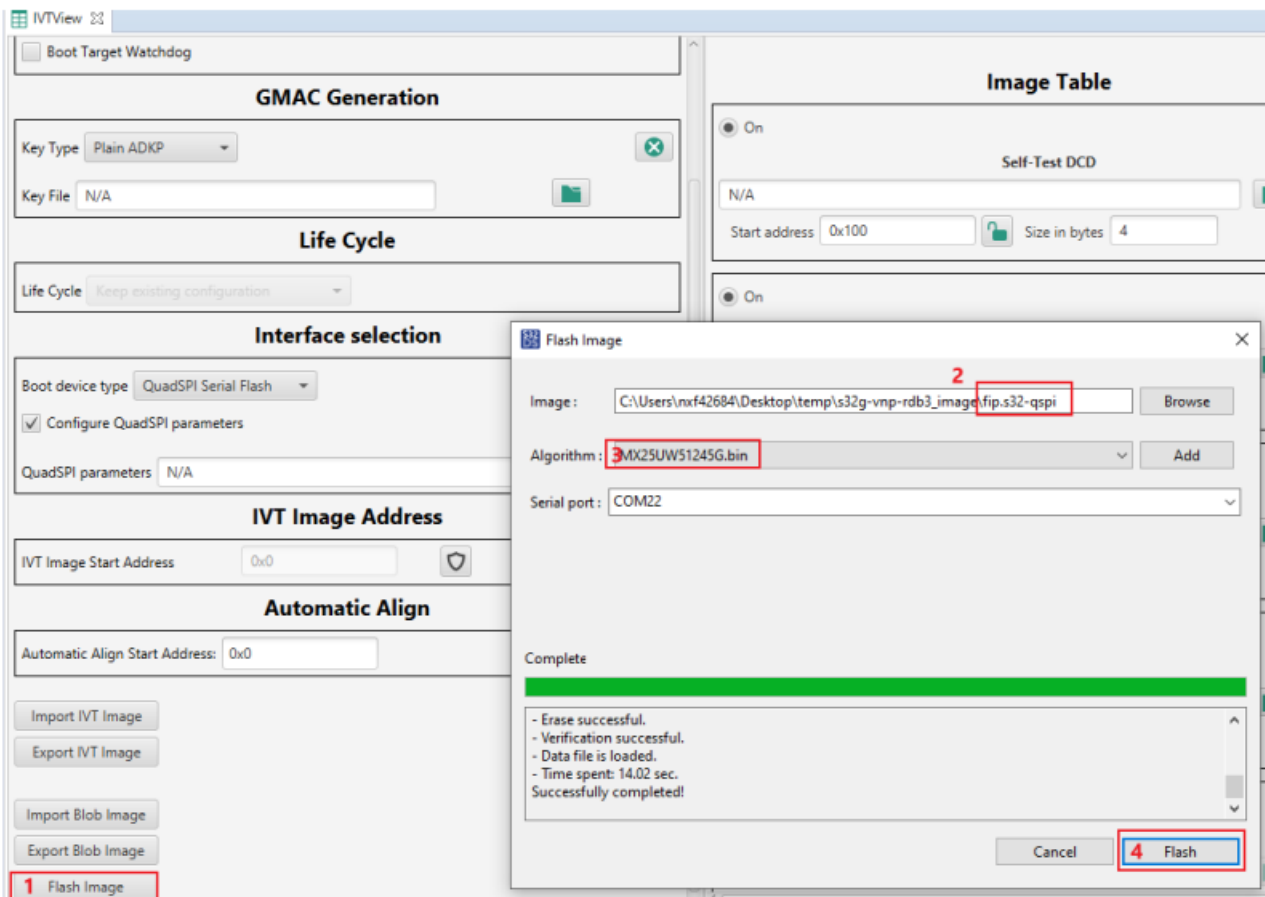 IVTView
Boot Target Watchdog
GMAC Generation
Key Type Plain ADKP
Key File N/A
Life Cycle
Life Cycle Keep existing configuration
Interface selection
Boot device type QuadSPI Serial Flash
Configure QuadSPI parameters
QuadSPI parameters N/A
IVT Image Address
IVT Image Start Address 0x0
Automatic Align
Automatic Align Start Address: 0x0
Import IVT Image
Export IVT Image
Import Blob Image
Export Blob Image
1 Flash Image
Image Table
On
Self-Test DCD
N/A
Start address 0x100 Size in bytes 4
On
Flash Image
2
Image : C:\Users\nxf42684\Desktop\temp\s32g-vnp-rdb3_image\fip.s32-qspi Browse
Algorithm : 3 MX25UW51245G.bin Add
Serial port : COM22
Complete
- Erase successful.
- Verification successful.
- Data file is loaded.
- Time spent: 14.02 sec.
Successfully completed!
Cancel 4 Flash